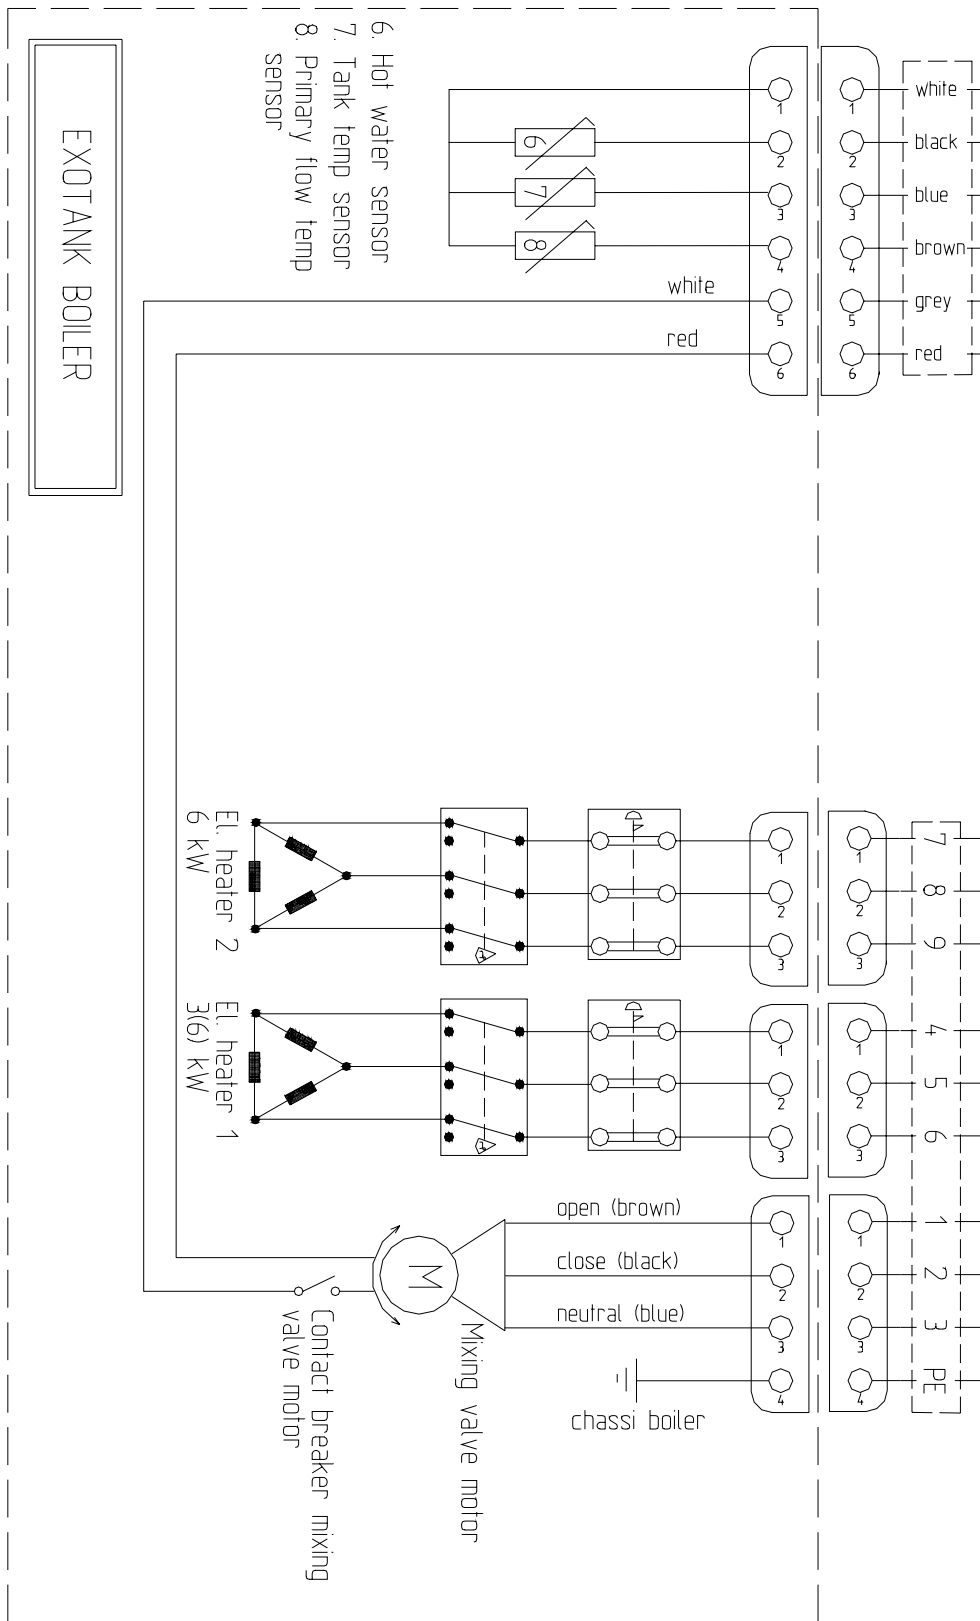 6. Hot water sensor
7. Tank temp sensor
8. Primary flow temp
sensor
EXOTANK BOILER
6
7
8
1
2
3
4
5
6
1
2
3
4
5
6
white
black
blue
brown
grey
red
white
red
El. heater 2
6 kW
1
2
3
1
2
3
7
8
9
El. heater 1
3(6) kW
1
2
3
1
2
3
4
5
6
open (brown)
close (black)
neutral (blue)
chassi boiler
M
Mixing valve motor
Contact breaker mixing
valve motor
1
2
3
4
1
2
3
4
1
2
3
PE